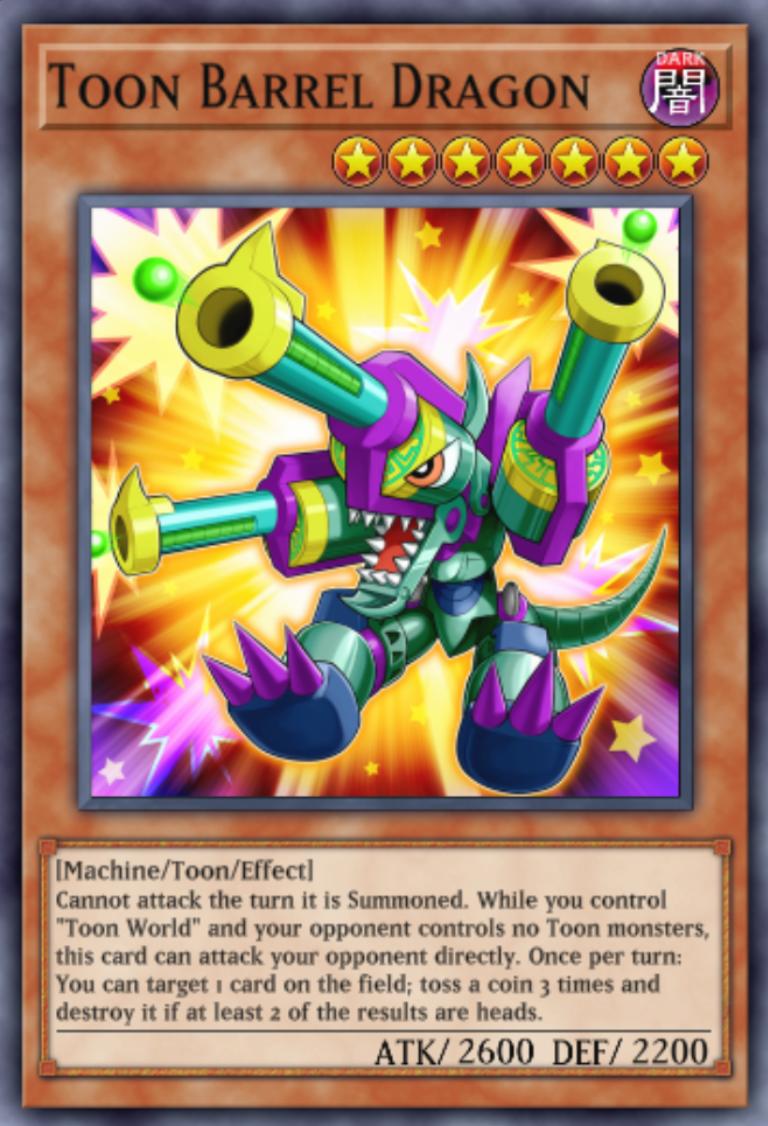 TOON BARREL DRAGON
DARK
闇
[Machine/Toon/Effect]
Cannot attack the turn it is Summoned. While you control
"Toon World" and your opponent controls no Toon monsters,
this card can attack your opponent directly. Once per turn:
You can target 1 card on the field; toss a coin 3 times and
destroy it if at least 2 of the results are heads.
ATK/ 2600 DEF/ 2200